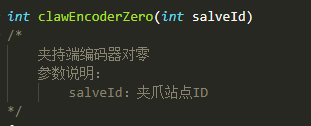 int clawEncoderZero(int salveId)
/*
夹持端编码器对零
参数说明：
salveId：夹爪站点ID
*/